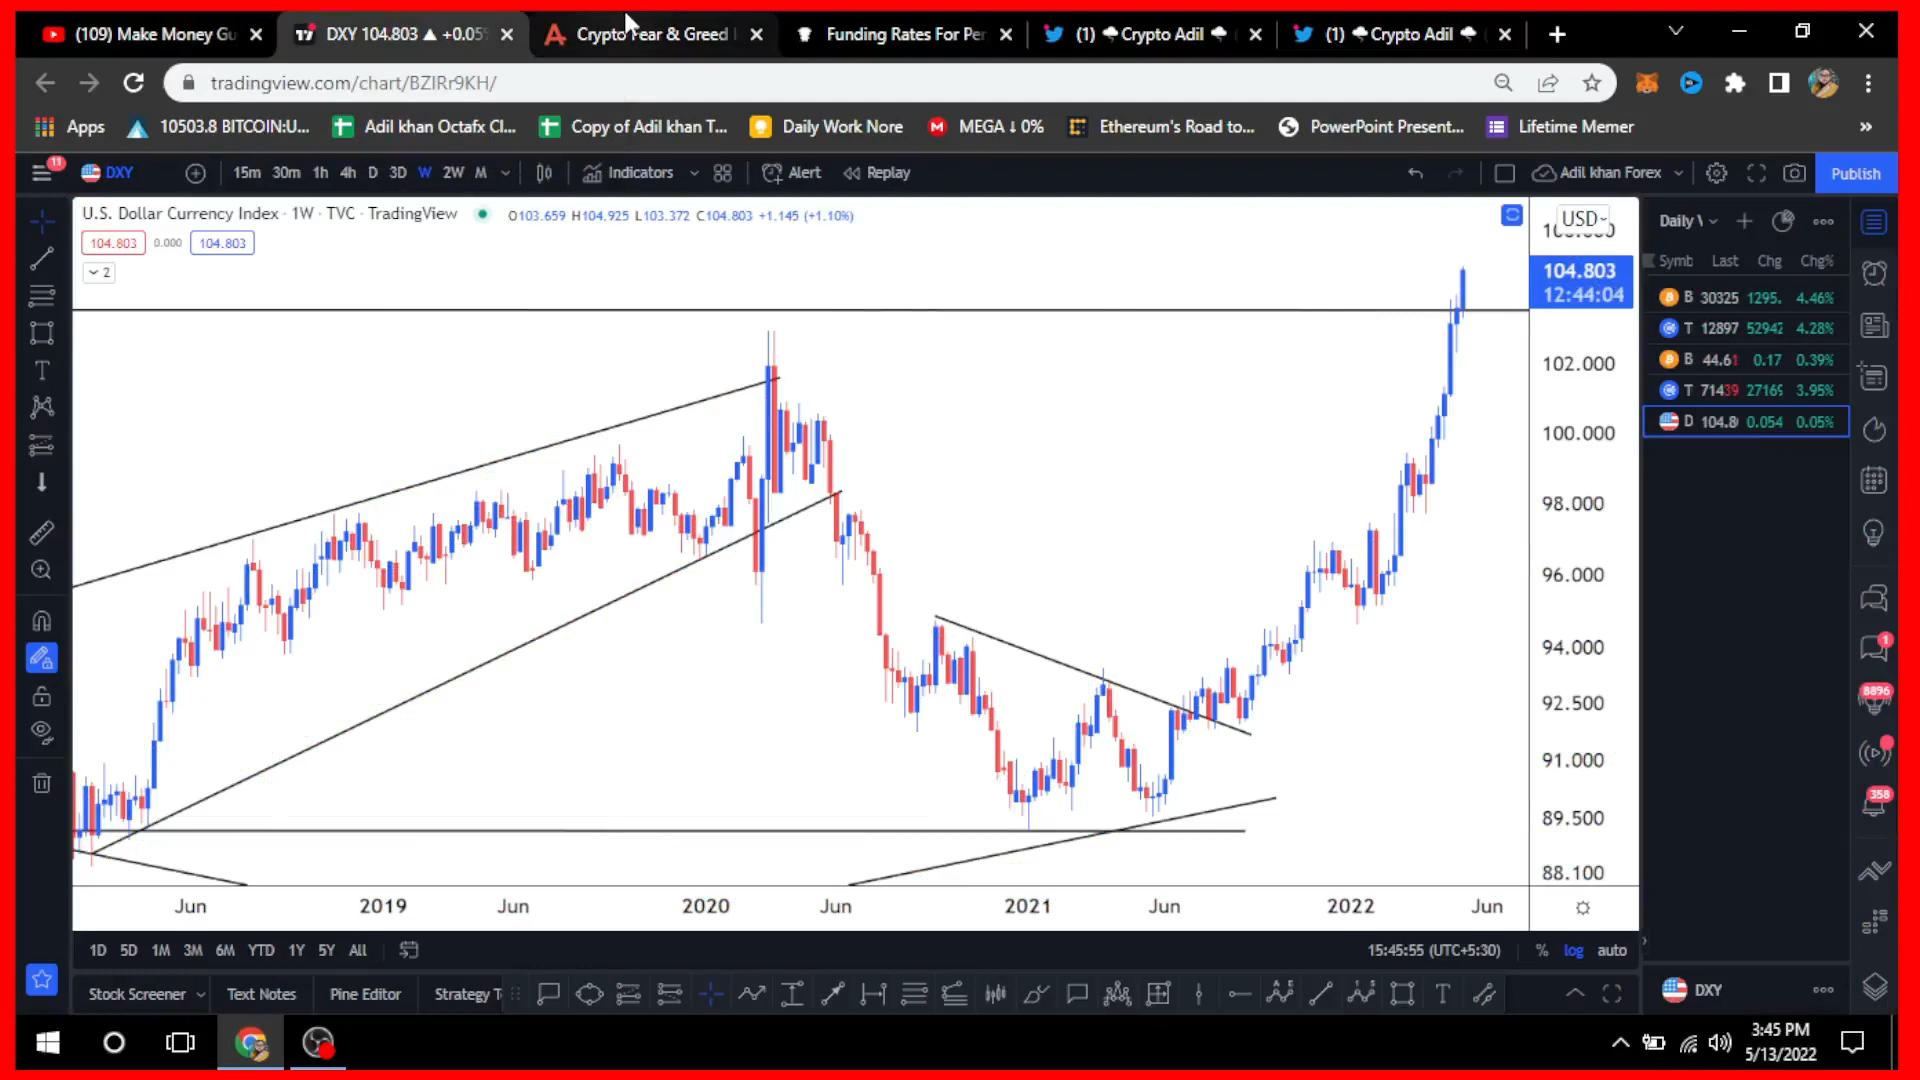 (109) Make Money Gu
DXY 104.803 ▲ +0.05
Crypto Fear & Greed
Funding Rates For Per
(1) Crypto Adil
(1) Crypto Adil
tradingview.com/chart/BZIRr9KH/
Apps
10503.8 BITCOIN:U...
Adil khan Octafx Cl...
Copy of Adil khan T...
Daily Work Nore
MEGA ↓ 0%
Ethereum's Road to...
PowerPoint Present...
Lifetime Memer
»
11
DXY
15m 30m 1h 4h D 3D W 2W M
Indicators
Alert
Replay
Adil khan Forex
Publish
U.S. Dollar Currency Index · 1W · TVC · TradingView
O103.659 H104.925 L103.372 C104.803 +1.145 (+1.10%)
104.803 0.000 104.803
2
USD
104.803
12:44:04
102.000
100.000
98.000
96.000
94.000
92.500
91.000
89.500
88.100
Jun 2019 Jun 2020 Jun 2021 Jun 2022 Jun
Daily
Symb Last Chg Chg%
B 30325 1295. 4.46%
T 12897 52942 4.28%
B 44.61 0.17 0.39%
T 71439 27169 3.95%
D 104.8 0.054 0.05%
1
8896
358
1D 5D 1M 3M 6M YTD 1Y 5Y All
15:45:55 (UTC+5:30) % log auto
Stock Screener
Text Notes
Pine Editor
Strategy T
DXY
3:45 PM
5/13/2022